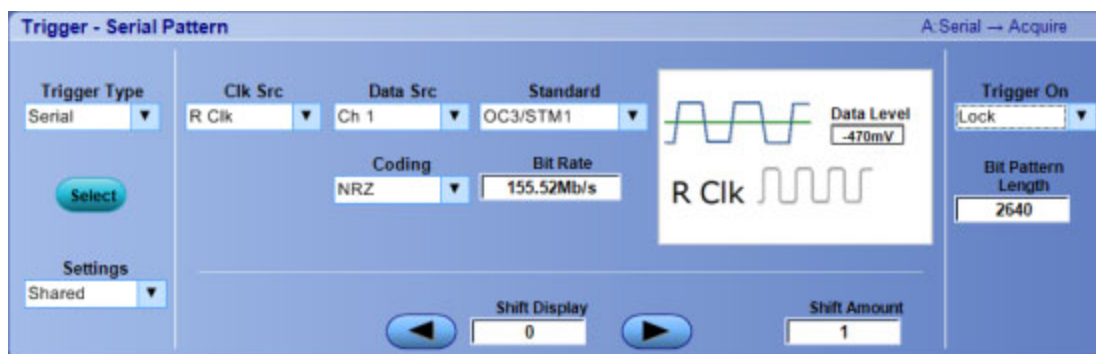 Trigger - Serial Pattern
A:Serial → Acquire
Trigger Type
Serial
Select
Settings
Shared
Clk Src
R Clk
Data Src
Ch 1
Standard
OC3/STM1
Coding
NRZ
Bit Rate
155.52Mb/s
Data Level
-470mV
R Clk
Shift Display
0
Shift Amount
1
Trigger On
Lock
Bit Pattern
Length
2640